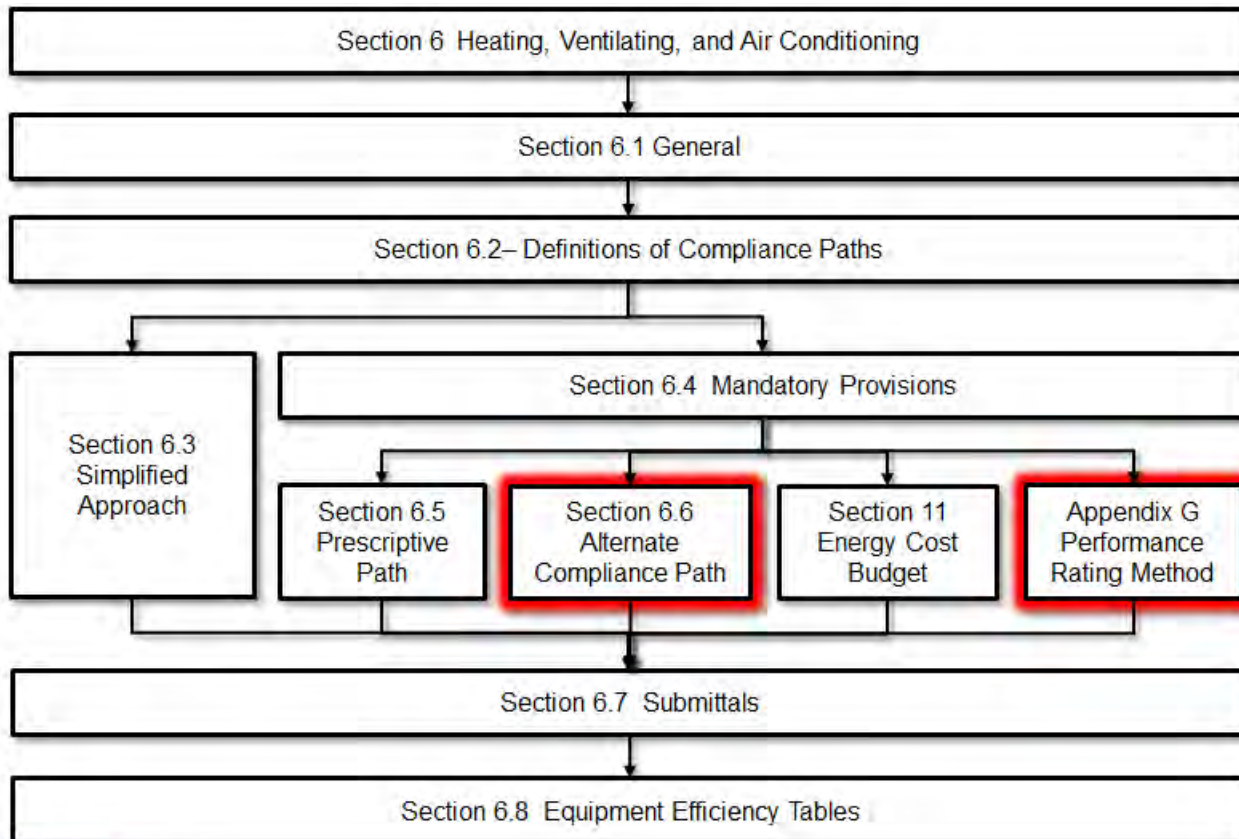 Section 6 Heating, Ventilating, and Air Conditioning
Section 6.1 General
Section 6.2– Definitions of Compliance Paths
Section 6.3
Simplified
Approach
Section 6.4 Mandatory Provisions
Section 6.5
Prescriptive
Path
Section 6.6
Alternate
Compliance Path
Section 11
Energy Cost
Budget
Appendix G
Performance
Rating Method
Section 6.7 Submittals
Section 6.8 Equipment Efficiency Tables